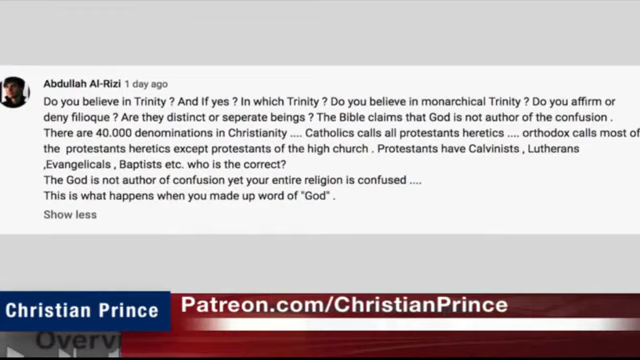 Abdullah Al-Rizi 1 day ago
Do you believe in Trinity ? And If yes ? In which Trinity ? Do you believe in monarchical Trinity ? Do you affirm or
deny filioque ? Are they distinct or seperate beings ? The Bible claims that God is not author of the confusion .
There are 40.000 denominations in Christianity .... Catholics calls all protestants heretics .... orthodox calls most of
the protestants heretics except protestants of the high church . Protestants have Calvinists , Lutherans
,Evangelicals , Baptists etc. who is the correct?
The God is not author of confusion yet your entire religion is confused ....
This is what happens when you made up word of "God" .
Show less
Patreon.com/ChristianPrince
Christian Prince